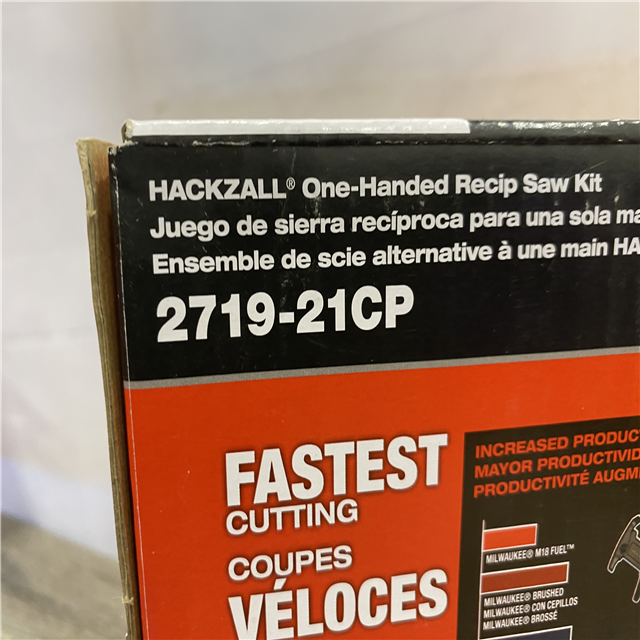 HACKZALL® One-Handed Recip Saw Kit
Juego de sierra recíproca para una sola ma
Ensemble de scie alternative à une main HA
2719-21CP
FASTEST
CUTTING
COUPES
VÉLOCES
INCREASED PRODUC
MAYOR PRODUCTIVID
PRODUCTIVITÉ AUGM
MILWAUKEE® M18 FUEL™
MILWAUKEE® BRUSHED
MILWAUKEE® CON CEPILLOS
MILWAUKEE® BROSSÉ